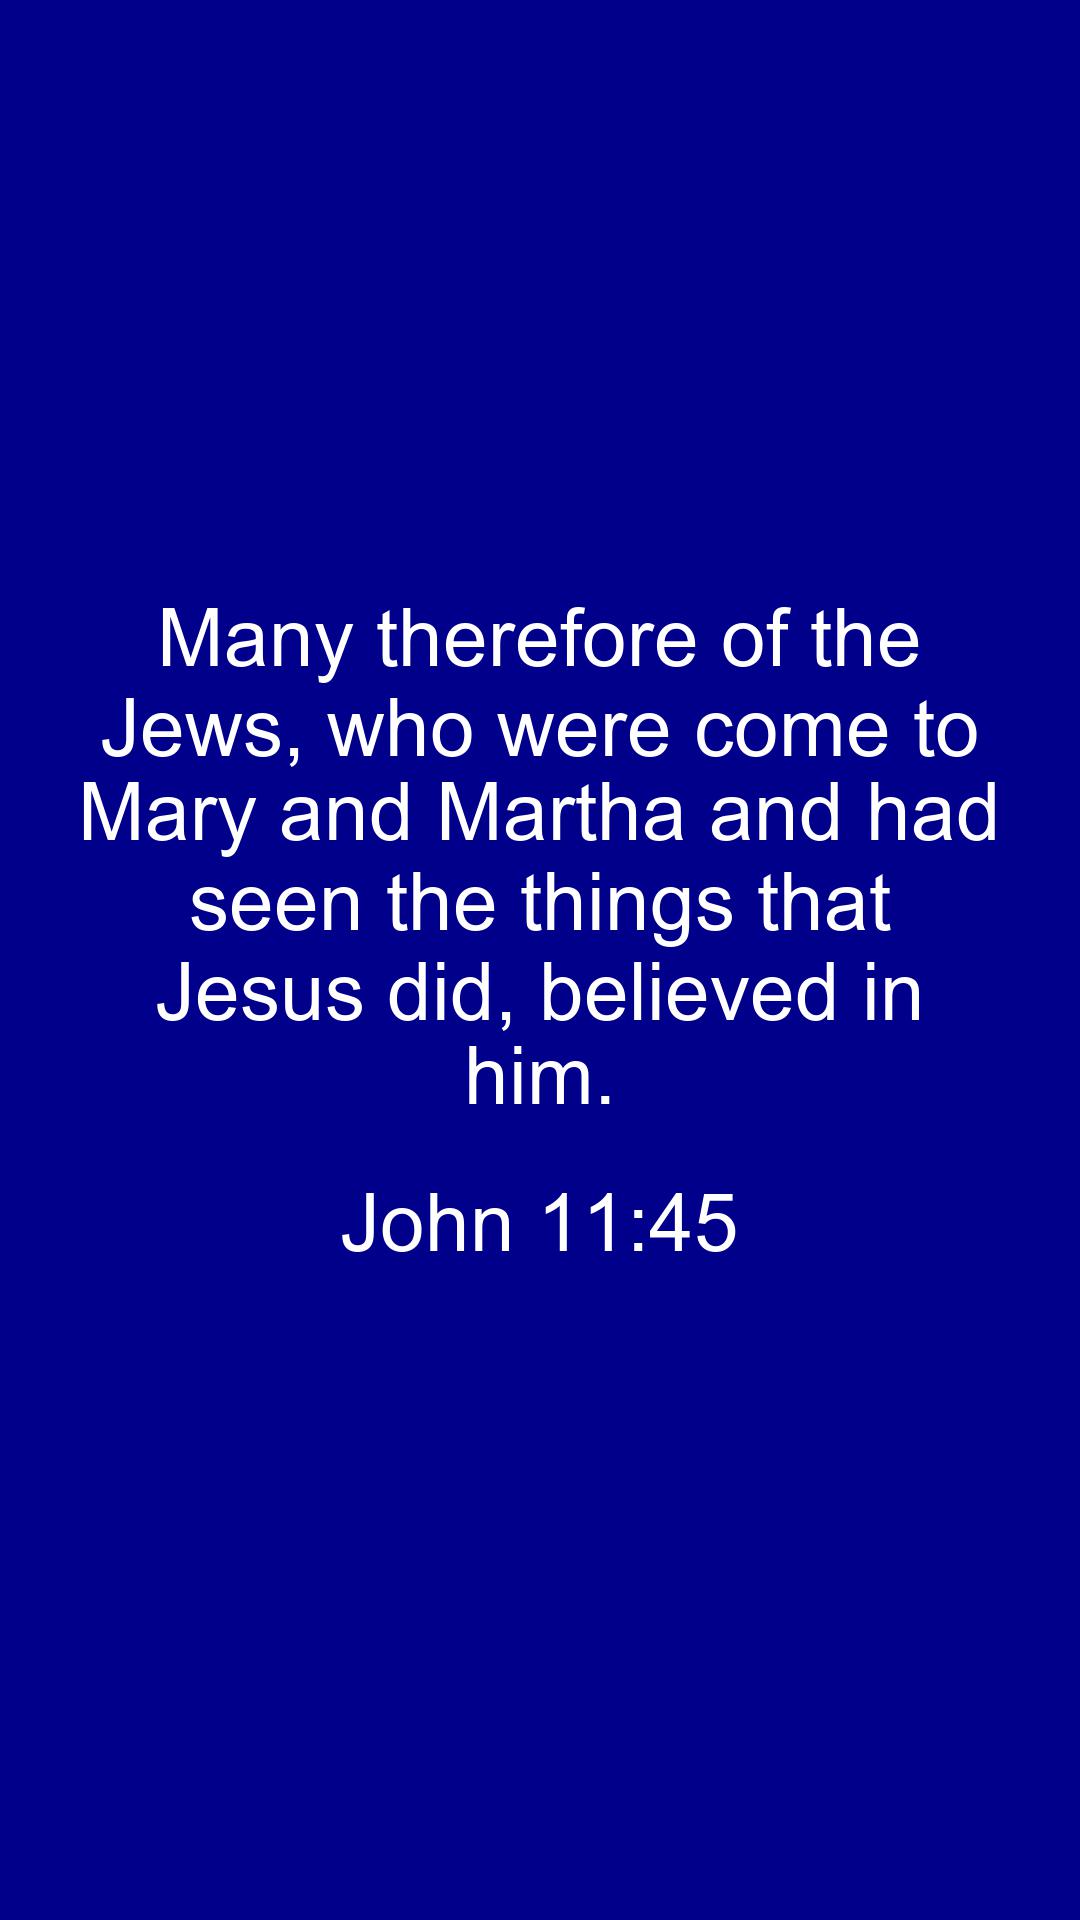 Many therefore of the
Jews, who were come to
Mary and Martha and had
seen the things that
Jesus did, believed in
him.
John 11:45